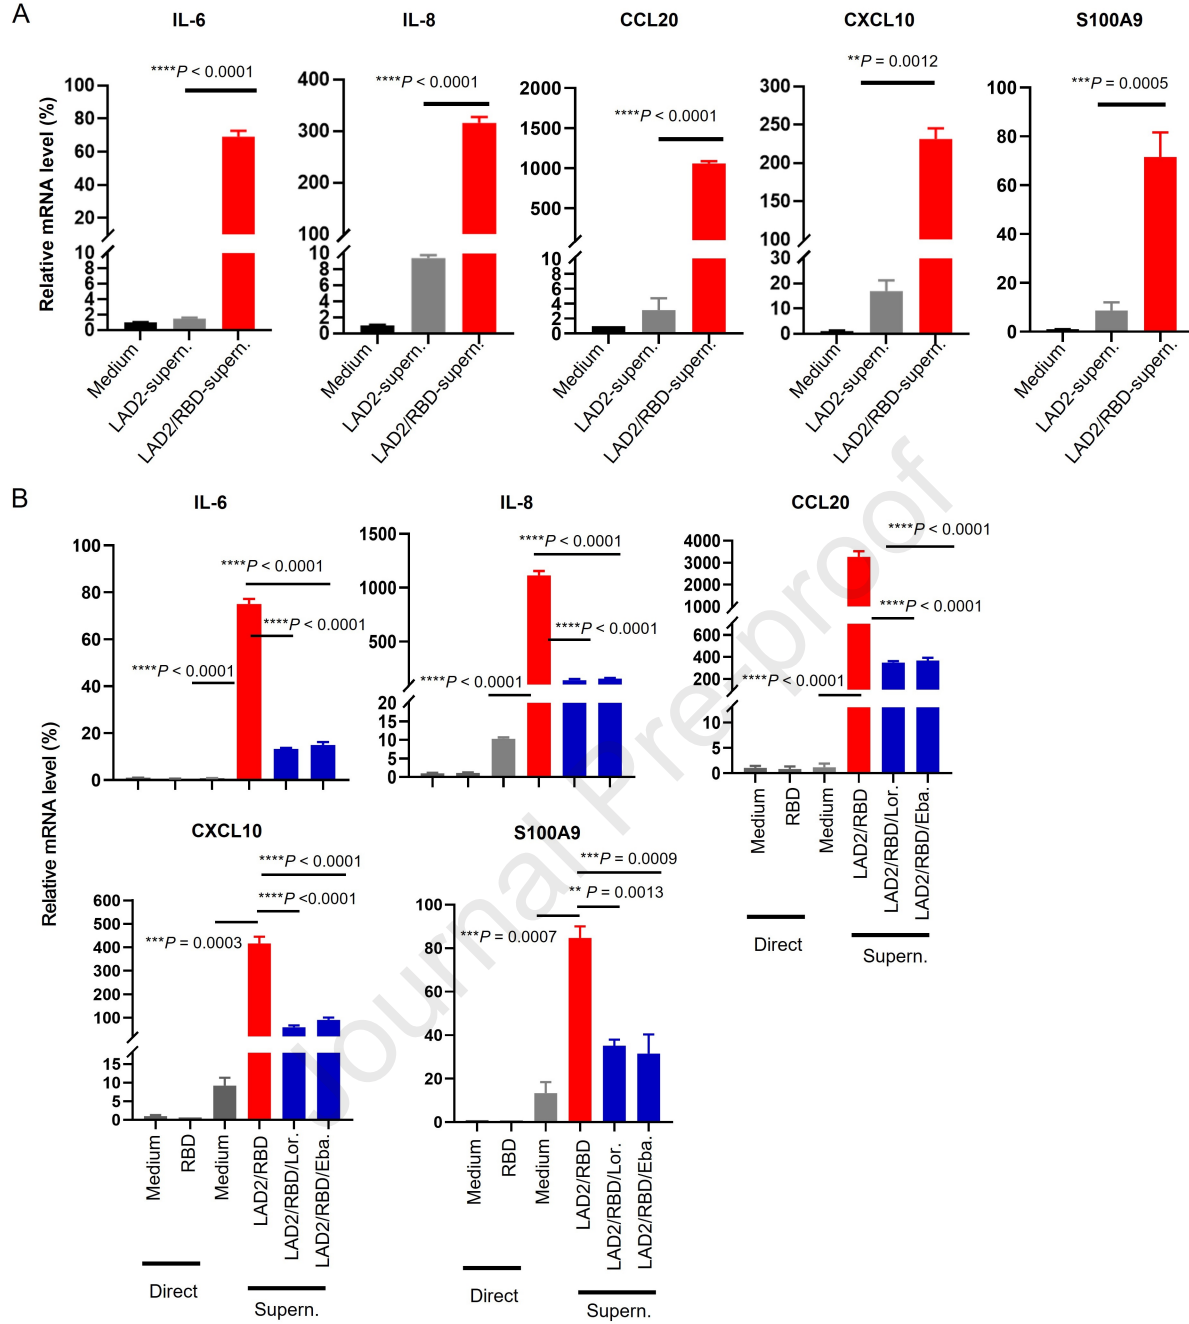 A
IL-6
IL-8
CCL20
CXCL10
S100A9
Relative mRNA level (%)
****P < 0.0001
100
80
60
40
20
10
8
6
4
2
0
Medium
LAD2-supern.
LAD2/RBD-supern.
****P < 0.0001
400
300
200
100
10
8
6
4
2
0
Medium
LAD2-supern.
LAD2/RBD-supern.
****P < 0.0001
2000
1500
1000
500
10
8
6
4
2
0
Medium
LAD2-supern.
LAD2/RBD-supern.
**P = 0.0012
300
250
200
150
100
30
20
10
0
Medium
LAD2-supern.
LAD2/RBD-supern.
***P = 0.0005
100
80
60
40
20
0
Medium
LAD2-supern.
LAD2/RBD-supern.
B
Relative mRNA level (%)
IL-6
100
80
60
40
20
0
****P < 0.0001
****P < 0.0001
****P < 0.0001
IL-8
1500
1000
500
20
15
10
5
0
****P < 0.0001
****P < 0.0001
****P < 0.0001
CCL20
4000
3000
2000
1000
600
400
200
10
5
0
****P < 0.0001
****P < 0.0001
****P < 0.0001
Medium
RBD
Medium
LAD2/RBD
LAD2/RBD/Lor.
LAD2/RBD/Eba.
Direct
Supern.
CXCL10
****P < 0.0001
****P <0.0001
***P = 0.0003
600
500
400
300
200
100
15
10
5
0
Medium
RBD
Medium
LAD2/RBD
LAD2/RBD/Lor.
LAD2/RBD/Eba.
Direct
Supern.
S100A9
***P = 0.0009
** P = 0.0013
***P = 0.0007
100
80
60
40
20
0
Medium
RBD
Medium
LAD2/RBD
LAD2/RBD/Lor.
LAD2/RBD/Eba.
Direct
Supern.
Journal Pre-proof